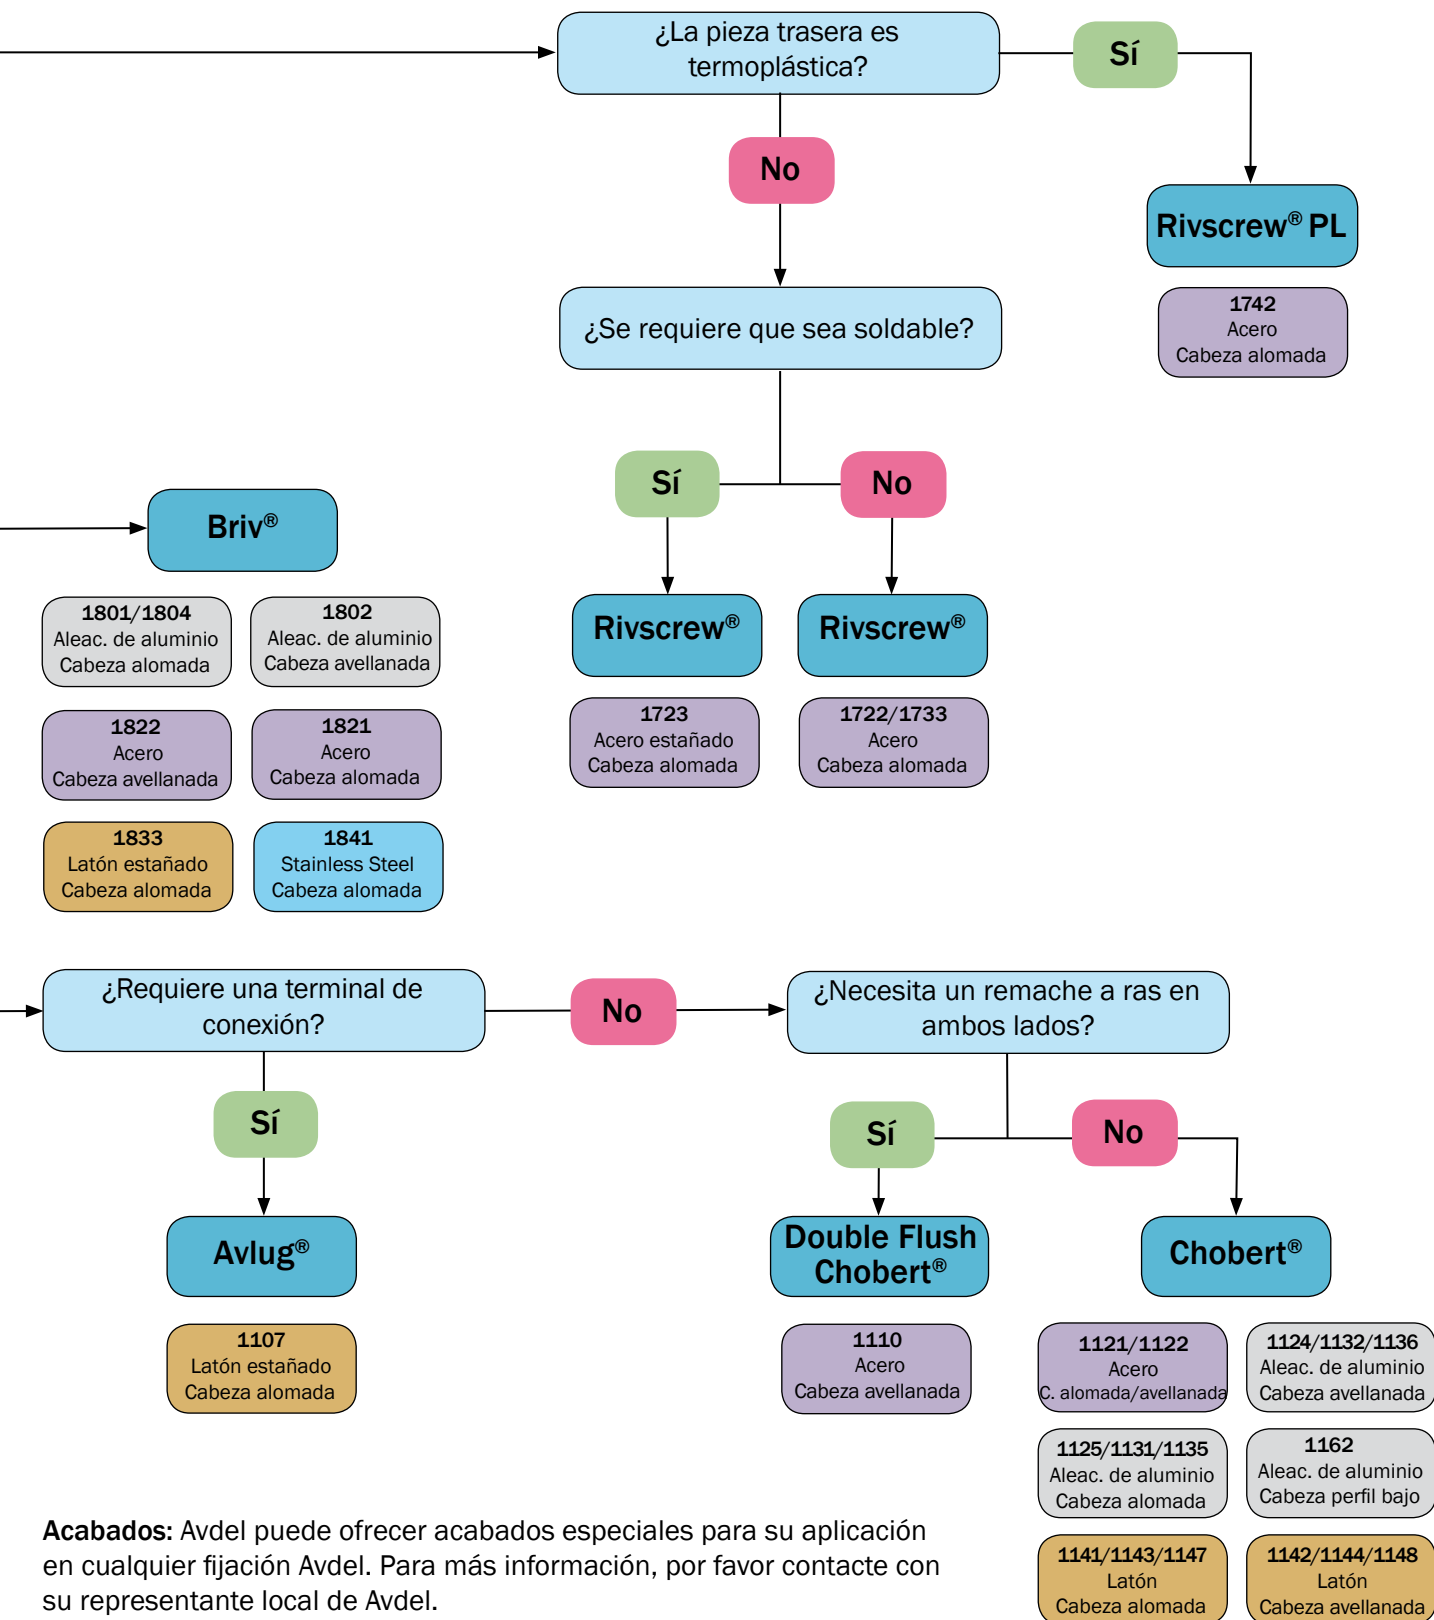 ¿La pieza trasera es
termoplástica?
Sí
No
Rivscrew® PL
1742
Acero
Cabeza alomada
¿Se requiere que sea soldable?
Sí
No
Rivscrew®
1723
Acero estañado
Cabeza alomada
Rivscrew®
1722/1733
Acero
Cabeza alomada
Briv®
1801/1804
Aleac. de aluminio
Cabeza alomada
1802
Aleac. de aluminio
Cabeza avellanada
1822
Acero
Cabeza avellanada
1821
Acero
Cabeza alomada
1833
Latón estañado
Cabeza alomada
1841
Stainless Steel
Cabeza alomada
¿Requiere una terminal de
conexión?
No
Sí
Avlug®
1107
Latón estañado
Cabeza alomada
¿Necesita un remache a ras en
ambos lados?
Sí
No
Double Flush
Chobert®
1110
Acero
Cabeza avellanada
Chobert®
1121/1122
Acero
C. alomada/avellanada
1124/1132/1136
Aleac. de aluminio
Cabeza avellanada
1125/1131/1135
Aleac. de aluminio
Cabeza alomada
1162
Aleac. de aluminio
Cabeza perfil bajo
1141/1143/1147
Latón
Cabeza alomada
1142/1144/1148
Latón
Cabeza avellanada
Acabados: Avdel puede ofrecer acabados especiales para su aplicación
en cualquier fijación Avdel. Para más información, por favor contacte con
su representante local de Avdel.